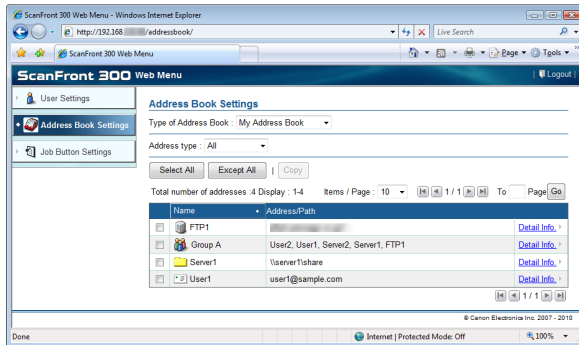 ScanFront 300 Web Menu - Windows Internet Explorer
http://192.168. /addressbook/
Live Search
ScanFront 300 Web Menu
Page Tools
ScanFront 300 Web Menu
Logout
User Settings
Address Book Settings
Job Button Settings
Address Book Settings
Type of Address Book : My Address Book
Address type : All
Select All Except All | Copy
Total number of addresses :4 Display : 1-4 Items / Page : 10 1 / 1 To Page Go
Name Address/Path
FTP1 Detail Info.
Group A User2, User1, Server2, Server1, FTP1 Detail Info.
Server1 \\server1\share Detail Info.
User1 user1@sample.com Detail Info.
1 / 1
© Canon Electronics Inc. 2007 - 2010
Done Internet | Protected Mode: Off 100%